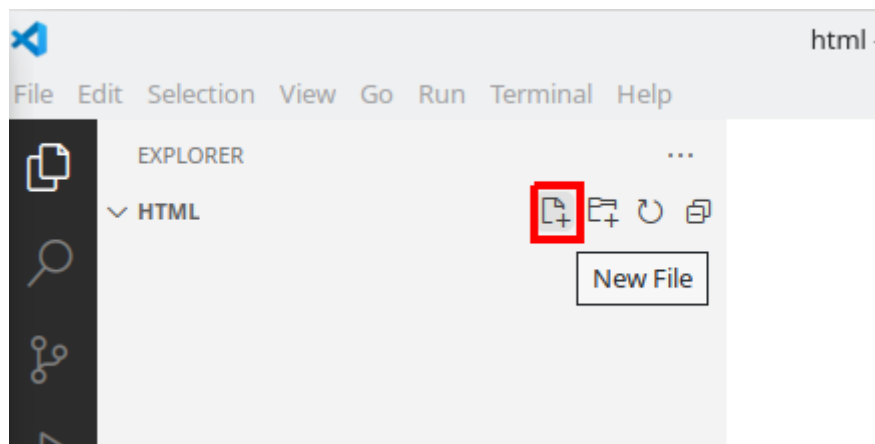 html -
File Edit Selection View Go Run Terminal Help
EXPLORER ...
HTML
New File